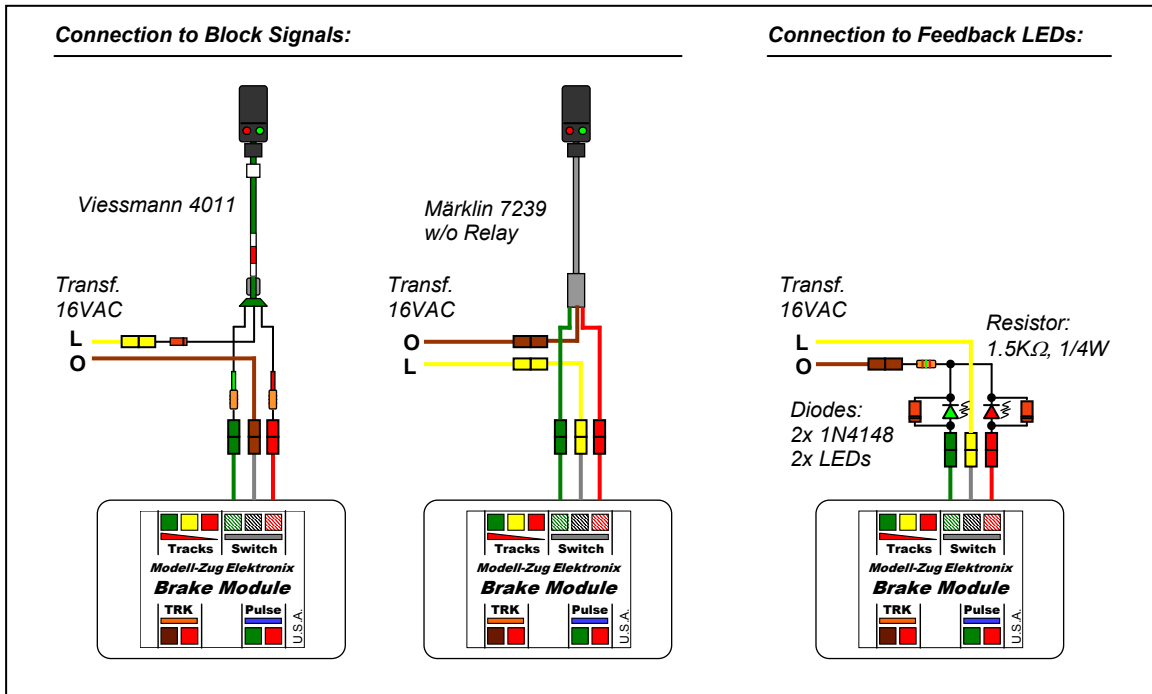 Connection to Block Signals:
Connection to Feedback LEDs:
Viessmann 4011
Märklin 7239
w/o Relay
Transf.
16VAC
L
O
Transf.
16VAC
O
L
Transf.
16VAC
L
O
Resistor:
1.5KΩ, 1/4W
Diodes:
2x 1N4148
2x LEDs
Tracks Switch
Modell-Zug Elektronix
Brake Module
TRK Pulse
U.S.A.
Tracks Switch
Modell-Zug Elektronix
Brake Module
TRK Pulse
U.S.A.
Tracks Switch
Modell-Zug Elektronix
Brake Module
TRK Pulse
U.S.A.